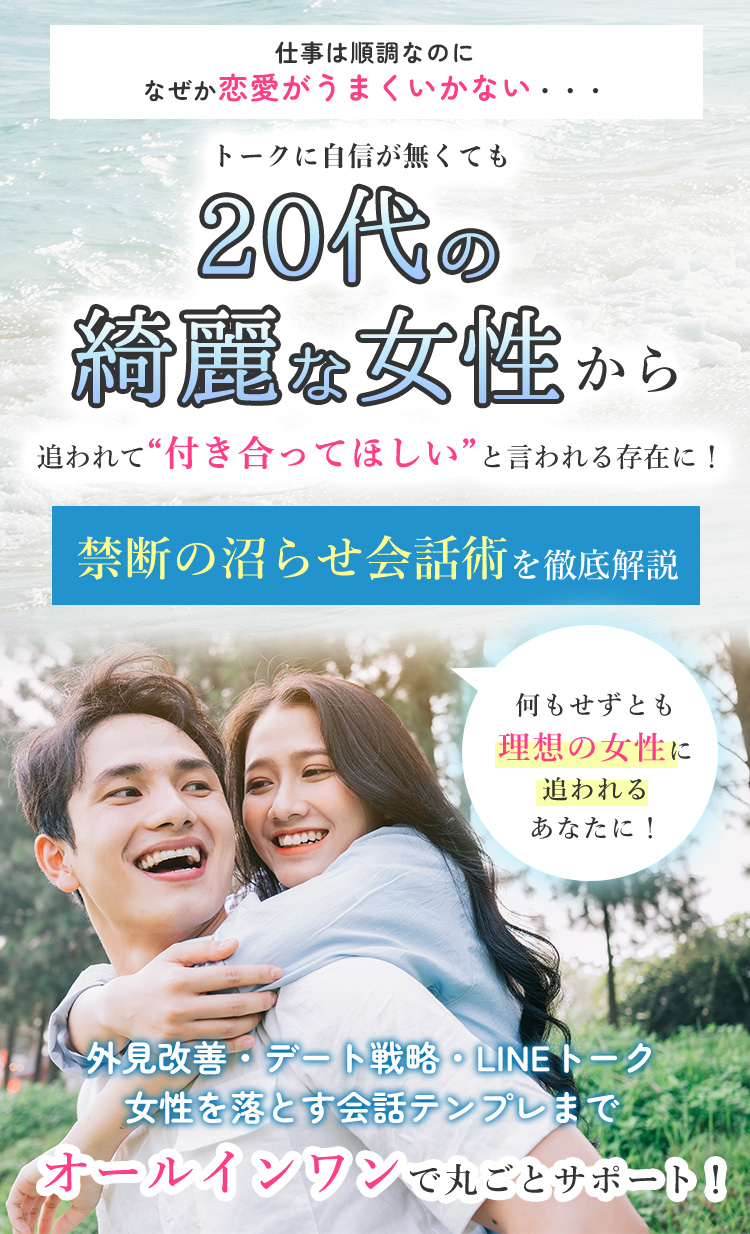 仕事は順調なのに
なぜか恋愛がうまくいかない・・・
トークに自信が無くても
20代の
綺麗な女性から
追われて“付き合ってほしい”と言われる存在に！
禁断の沼らせ会話術を徹底解説
何もせずとも
理想の女性に
追われる
あなたに！
外見改善・デート戦略・LINEトーク
女性を落とす会話テンプレまで
オールインワンで丸ごとサポート！